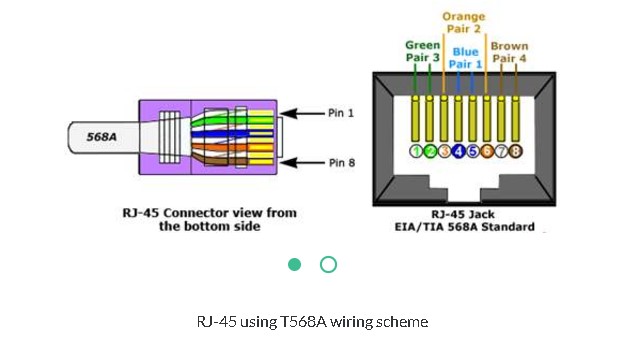 Orange
Pair 2
Green
Pair 3
Blue
Pair 1
Brown
Pair 4
568A
Pin 1
Pin 8
1 2 3 4 5 6 7 8
RJ-45 Connector view from
the bottom side
RJ-45 Jack
EIA/TIA 568A Standard
RJ-45 using T568A wiring scheme